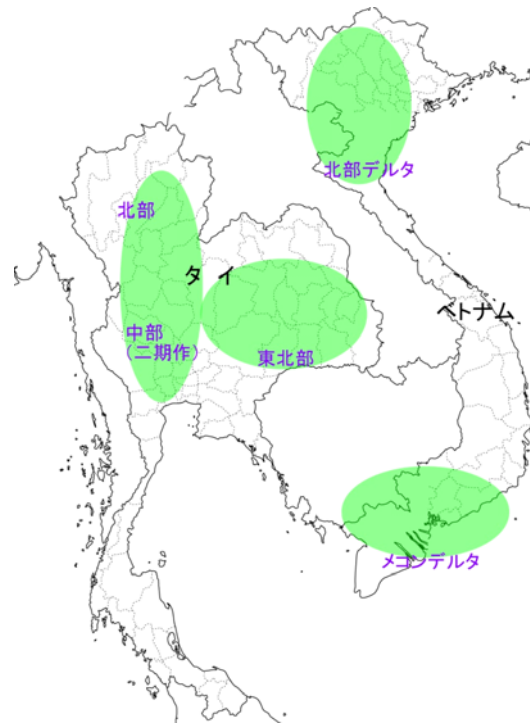 北部デルタ
北部
タイ
ベトナム
中部
（二期作）
東北部
メコンデルタ